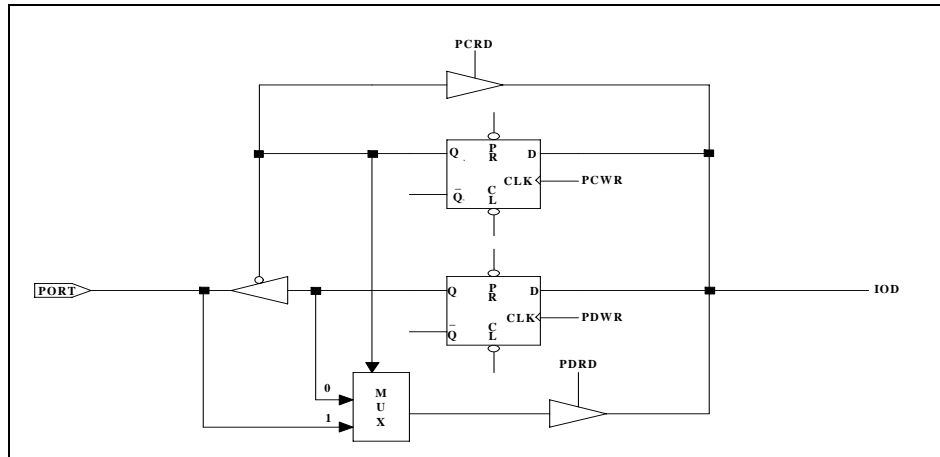 PCRD
Q PR D
CLK PCWR
Q̅ CL
PORT
Q PR D
IOD
CLK PDWR
Q̅ CL
PDRD
0
MUX
1